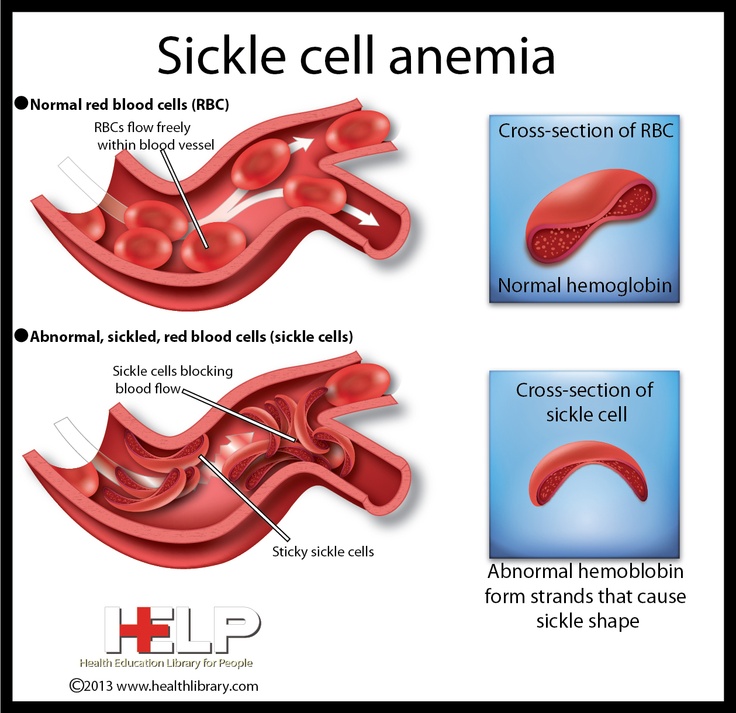 Sickle cell anemia
●Normal red blood cells (RBC)
RBCs flow freely
within blood vessel
Cross-section of RBC
Normal hemoglobin
●Abnormal, sickled, red blood cells (sickle cells)
Sickle cells blocking
blood flow
Sticky sickle cells
Cross-section of
sickle cell
Abnormal hemoblobin
form strands that cause
sickle shape
HELP
Health Education Library for People
©2013 www.healthlibrary.com